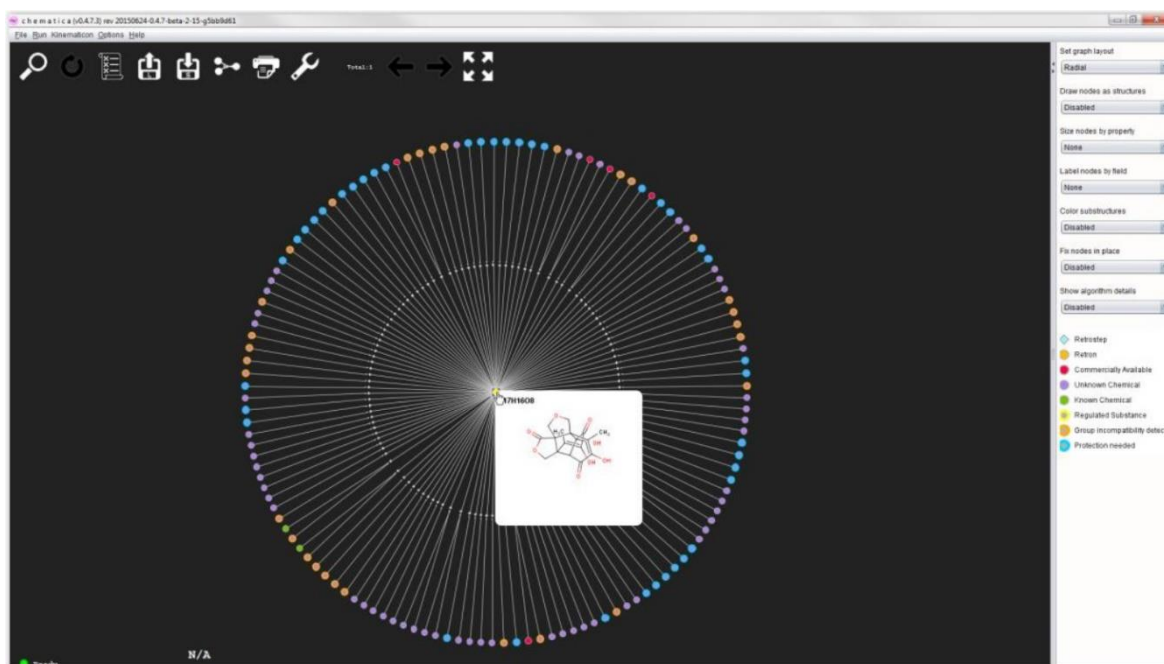 c h e m a t i c a (v0.4.7.3) rev 20150624-0.4.7-beta-2-15-g5bb9d61
File Run Kinematicon Options Help
Total:1
Set graph layout
Radial
Draw nodes as structures
Disabled
Size nodes by property
None
Label nodes by field
None
Color substructures
Disabled
Fix nodes in place
Disabled
Show algorithm details
Disabled
Retrostep
Retron
Commercially Available
Unknown Chemical
Known Chemical
Regulated Substance
Group incompatibility detec
Protection needed
17H16O8
O
O
H₃C
CH₃
O
OH
O
OH
OH
O
N/A